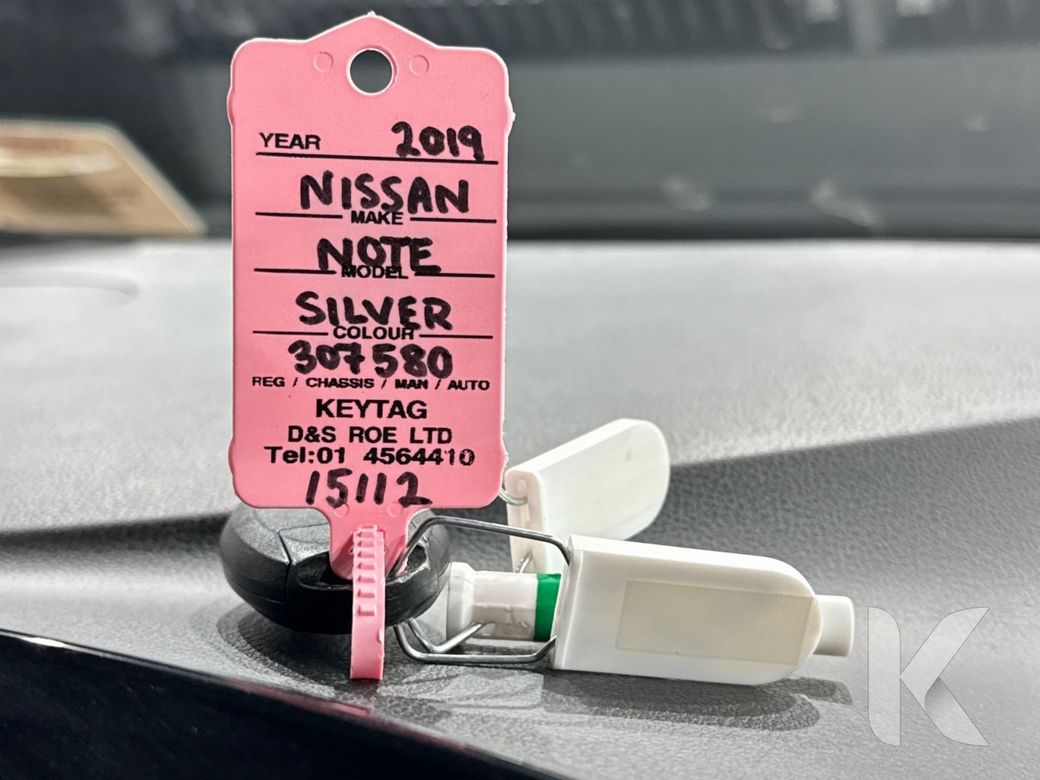 YEAR 2019
NISSAN
MAKE
NOTE
MODEL
SILVER
COLOUR
307580
REG / CHASSIS / MAN / AUTO
KEYTAG
D&S ROE LTD
Tel:01 4564410
15112
K